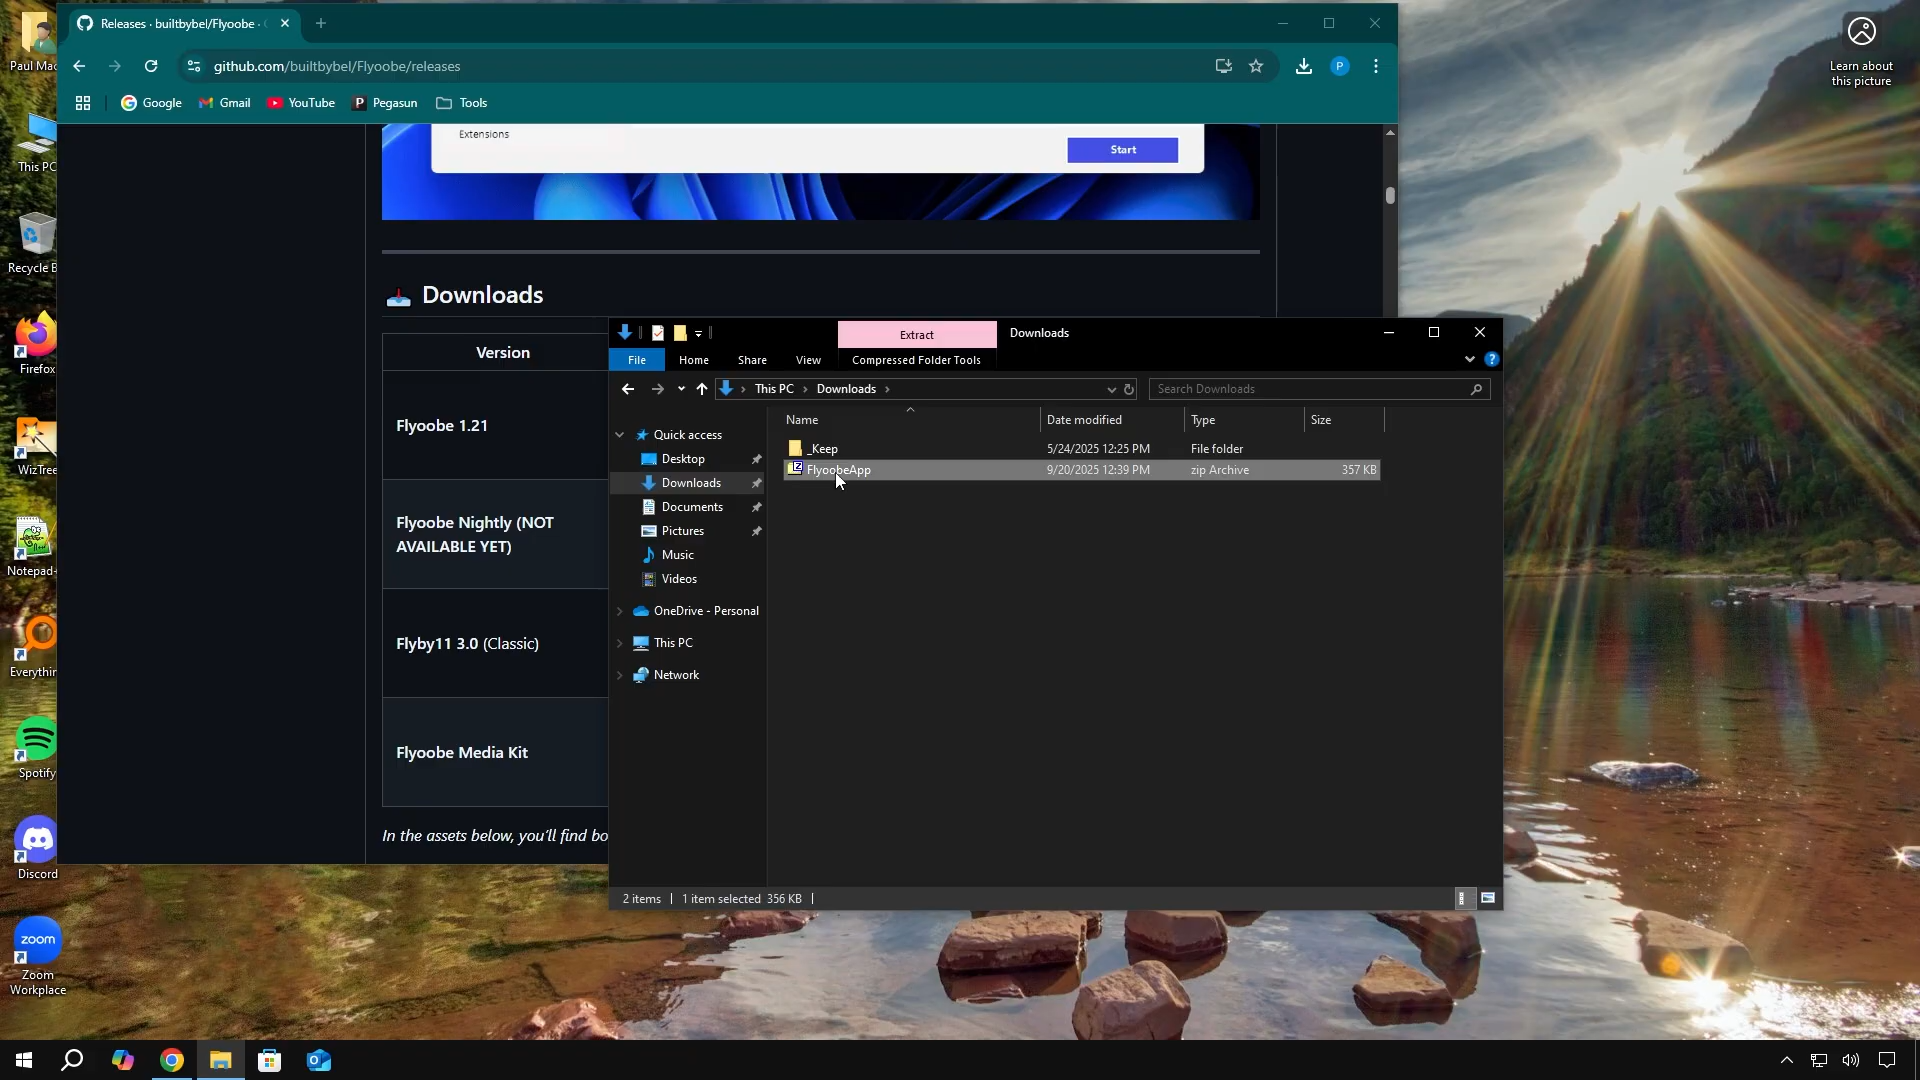 Releases · builtbybel/Flyoobe ·
github.com/builtbybel/Flyoobe/releases
Google
Gmail
YouTube
Pegasun
Tools
Extensions
Start
Downloads
Version
Flyoobe 1.21
Flyoobe Nightly (NOT
AVAILABLE YET)
Flyby11 3.0 (Classic)
Flyoobe Media Kit
In the assets below, you'll find bo
Extract
Downloads
File
Home
Share
View
Compressed Folder Tools
This PC
Downloads
Search Downloads
Name
Date modified
Type
Size
_Keep
5/24/2025 12:25 PM
File folder
FlyoobeApp
9/20/2025 12:39 PM
zip Archive
357 KB
Quick access
Desktop
Downloads
Documents
Pictures
Music
Videos
OneDrive - Personal
This PC
Network
2 items
1 item selected 356 KB
Paul Mac
This PC
Recycle B
Firefox
WizTree
Notepad+
Everythin
Spotify
Discord
zoom
Zoom
Workplace
Learn about
this picture
P
P